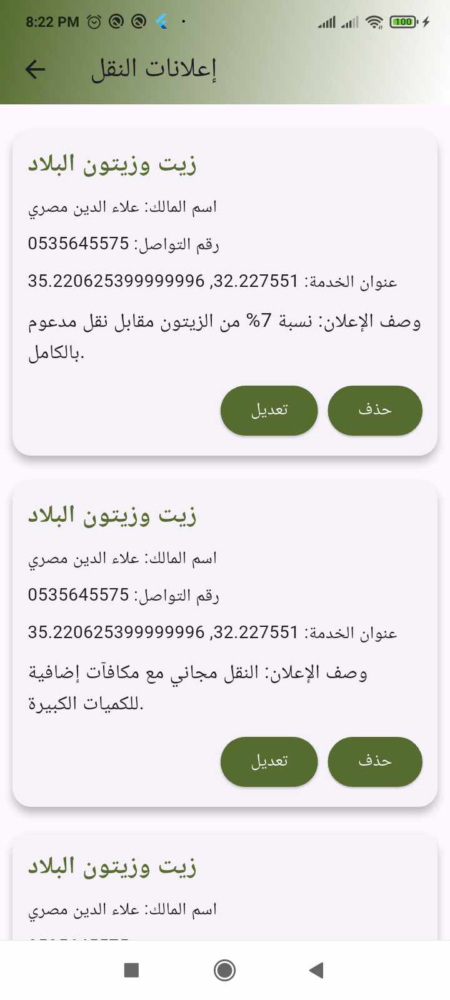 8:22 PM
100
إعلانات النقل
زيت وزيتون البلاد
اسم المالك: علاء الدين مصري
رقم التواصل: 0535645575
عنوان الخدمة: 32.227551, 35.220625399999996
وصف الإعلان: نسبة 7% من الزيتون مقابل نقل مدعوم
بالكامل.
حذف
تعديل
زيت وزيتون البلاد
اسم المالك: علاء الدين مصري
رقم التواصل: 0535645575
عنوان الخدمة: 32.227551, 35.220625399999996
وصف الإعلان: النقل مجاني مع مكافآت إضافية
للكميات الكبيرة.
حذف
تعديل
زيت وزيتون البلاد
اسم المالك: علاء الدين مصري